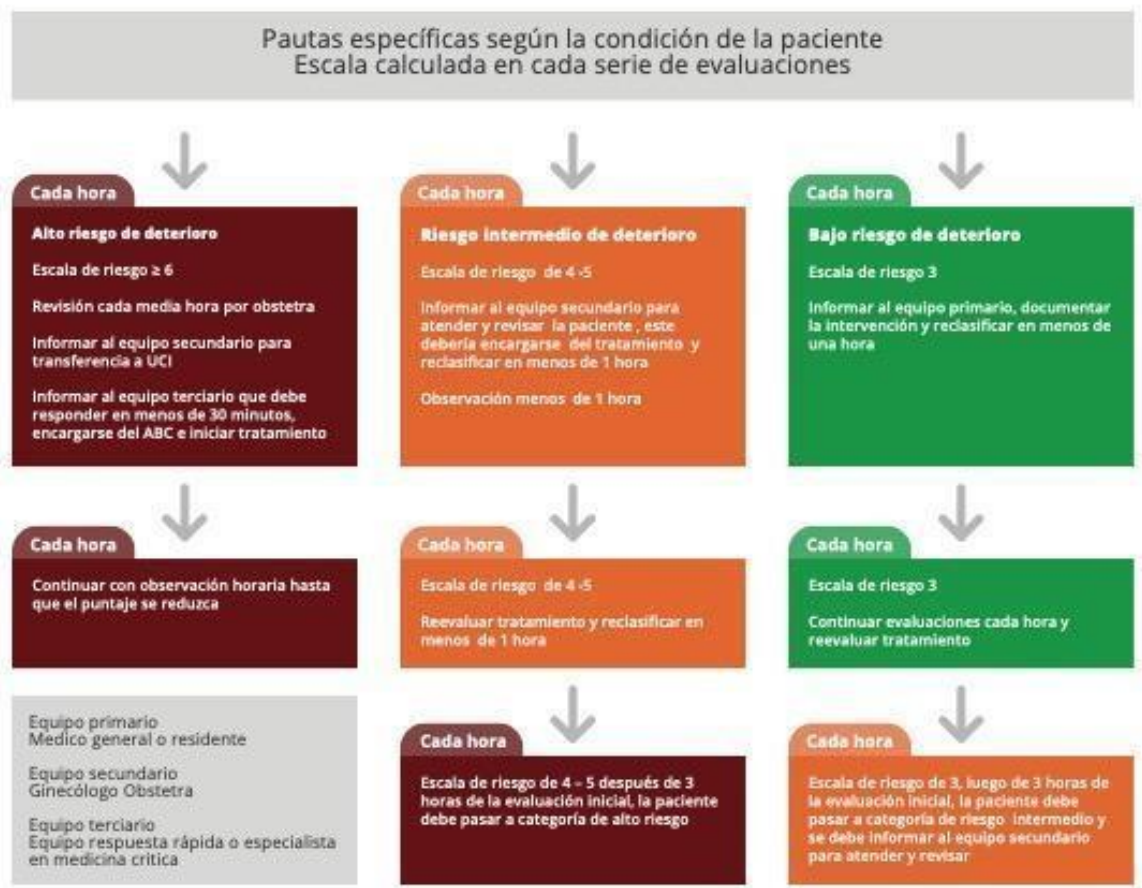 Pautas específicas según la condición de la paciente
Escala calculada en cada serie de evaluaciones
Cada hora
Alto riesgo de deterioro
Escala de riesgo ≥ 6
Revisión cada media hora por obstetra
Informar al equipo secundario para
transferencia a UCI
Informar al equipo terciario que debe
responder en menos de 30 minutos,
encargarse del ABC e iniciar tratamiento
Cada hora
Riesgo intermedio de deterioro
Escala de riesgo de 4 -5
Informar al equipo secundario para
atender y revisar la paciente , este
debería encargarse del tratamiento y
reclasificar en menos de 1 hora
Observación menos de 1 hora
Cada hora
Bajo riesgo de deterioro
Escala de riesgo 3
Informar al equipo primario, documentar
la intervención y reclasificar en menos de
una hora
Cada hora
Continuar con observación horaria hasta
que el puntaje se reduzca
Cada hora
Escala de riesgo de 4 -5
Reevaluar tratamiento y reclasificar en
menos de 1 hora
Cada hora
Escala de riesgo 3
Continuar evaluaciones cada hora y
reevaluar tratamiento
Equipo primario
Medico general o residente
Equipo secundario
Ginecólogo Obstetra
Equipo terciario
Equipo respuesta rápida o especialista
en medicina critica
Cada hora
Escala de riesgo de 4 – 5 después de 3
horas de la evaluación inicial, la paciente
debe pasar a categoría de alto riesgo
Cada hora
Escala de riesgo de 3, luego de 3 horas de
la evaluación inicial, la paciente debe
pasar a categoría de riesgo intermedio y
se debe informar al equipo secundario
para atender y revisar